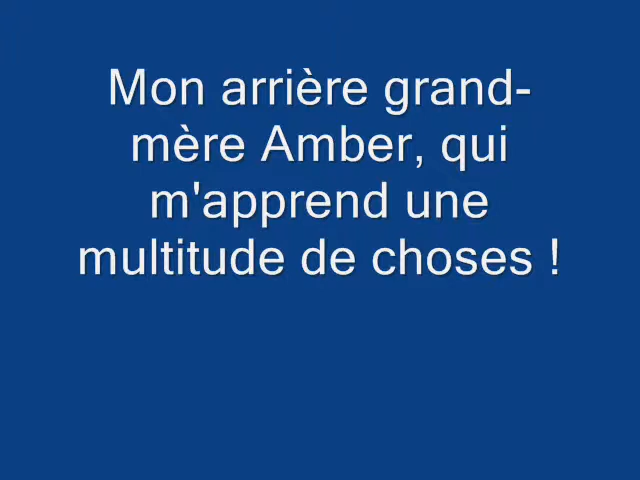 Mon arrière grand-
mère Amber, qui
m'apprend une
multitude de choses !